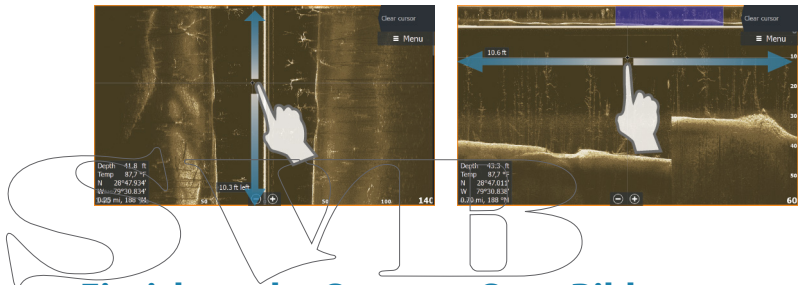 Clear cursor
≡ Menu
Depth 41.8 ft
Temp 87,7 °F
N 28°47.934'
W 79°30.834'
0.25 mi, 188 °M
10.3 ft left
50
50
100
140
Clear cursor
≡ Menu
10.6 ft
10
20
30
40
50
60
Depth 43.3 ft
Temp 87,7 °F
N 28°47.011'
W 79°30.838'
0.70 mi, 188 °M
SVB